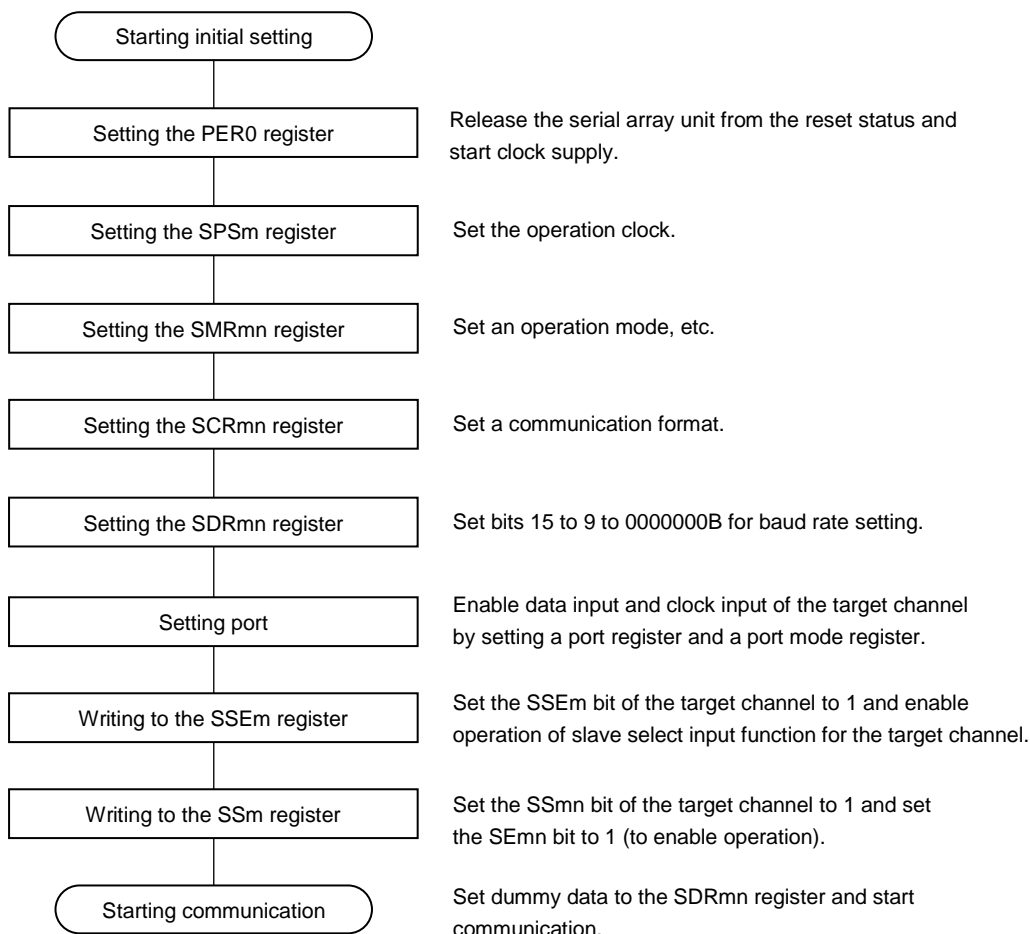 Starting initial setting
Setting the PER0 register
Release the serial array unit from the reset status and
start clock supply.
Setting the SPSm register
Set the operation clock.
Setting the SMRmn register
Set an operation mode, etc.
Setting the SCRmn register
Set a communication format.
Setting the SDRmn register
Set bits 15 to 9 to 0000000B for baud rate setting.
Setting port
Enable data input and clock input of the target channel
by setting a port register and a port mode register.
Writing to the SSEm register
Set the SSEm bit of the target channel to 1 and enable
operation of slave select input function for the target channel.
Writing to the SSm register
Set the SSmn bit of the target channel to 1 and set
the SEmn bit to 1 (to enable operation).
Starting communication
Set dummy data to the SDRmn register and start
communication.